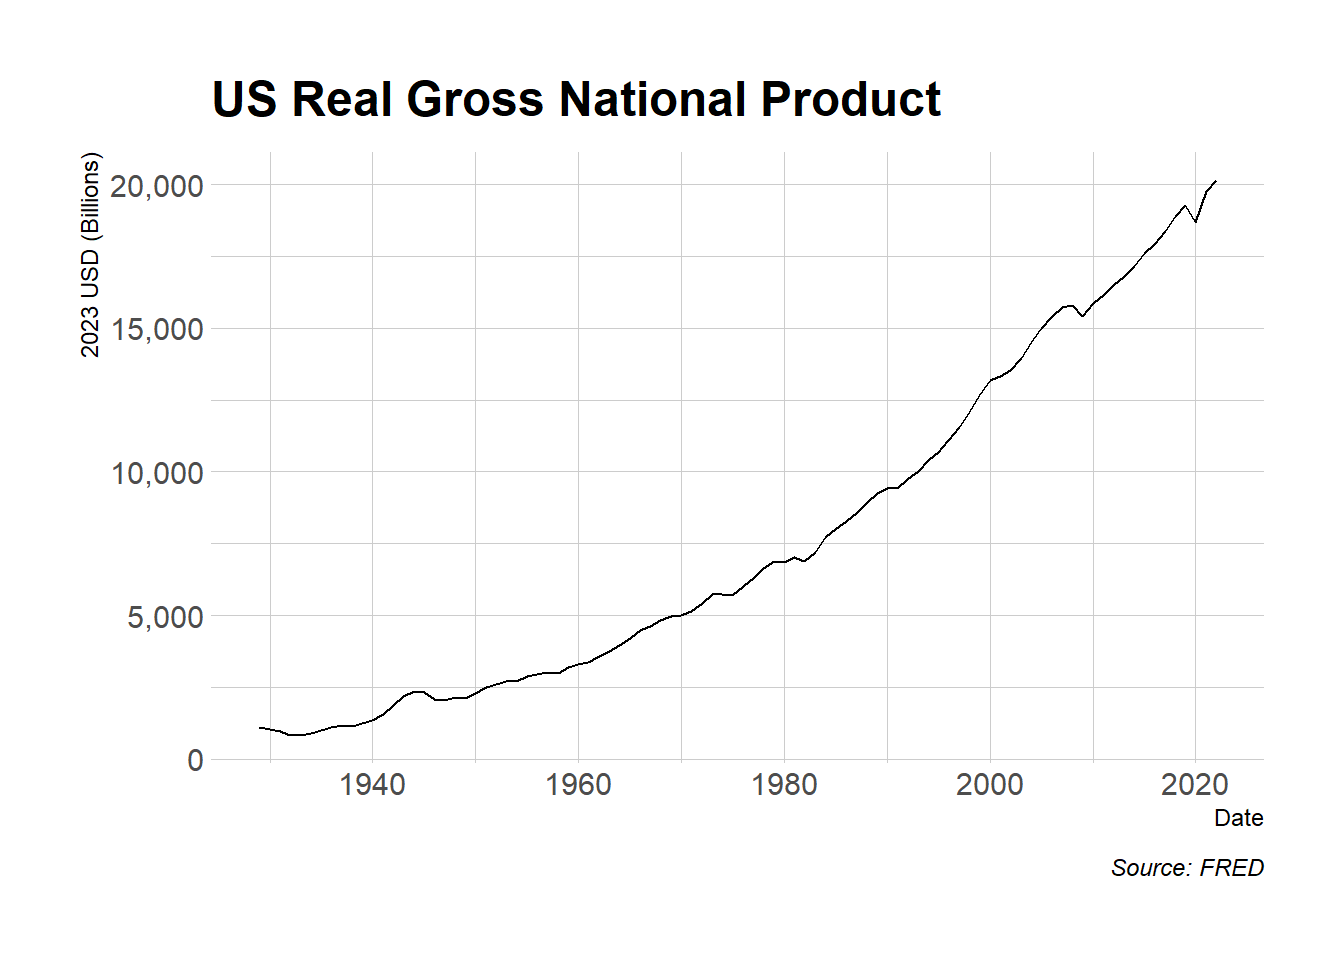 US Real Gross National Product
2023 USD (Billions)
20,000
15,000
10,000
5,000
0
1940 1960 1980 2000 2020
Date
Source: FRED